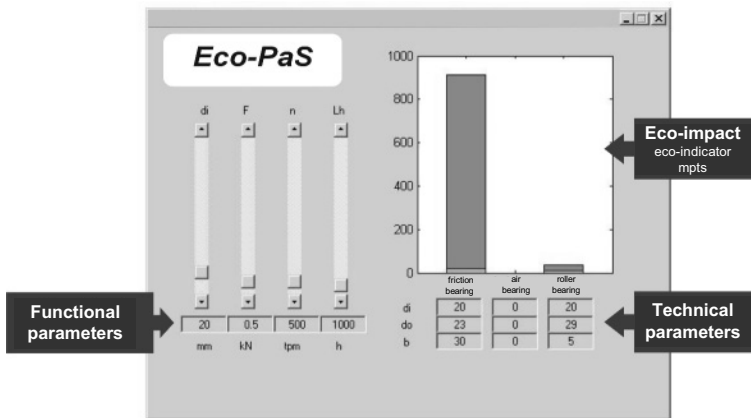 Eco-PaS
di F n Lh
20 0.5 500 1000
mm kN tpm h
1000
800
600
400
200
0
friction bearing air bearing roller bearing
di 20 0 20
do 23 0 29
b 30 0 5
Functional
parameters
Eco-impact
eco-indicator
mpts
Technical
parameters